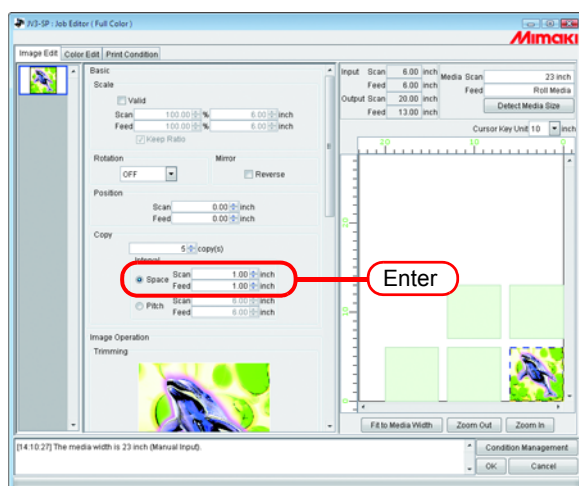 JV3-SP : Job Editor ( Full Color )
Mimaki
Image Edit Color Edit Print Condition
Basic
Scale
Valid
Scan 100.00 % 6.00 inch
Feed 100.00 % 6.00 inch
Keep Ratio
Rotation Mirror
OFF Reverse
Position
Scan 0.00 inch
Feed 0.00 inch
Copy
5 copy(s)
Interval
Space Scan 1.00 inch
Feed 1.00 inch
Pitch Scan 6.00 inch
Feed 6.00 inch
Image Operation
Trimming
Input Scan 6.00 inch
Feed 6.00 inch
Output Scan 20.00 inch
Feed 13.00 inch
Media Scan 23 inch
Feed Roll Media
Detect Media Size
Cursor Key Unit 10 inch
20 10 0
20
10
0
Enter
Fit to Media Width Zoom Out Zoom In
[14:10:27] The media width is 23 inch (Manual Input).
Condition Management
OK Cancel